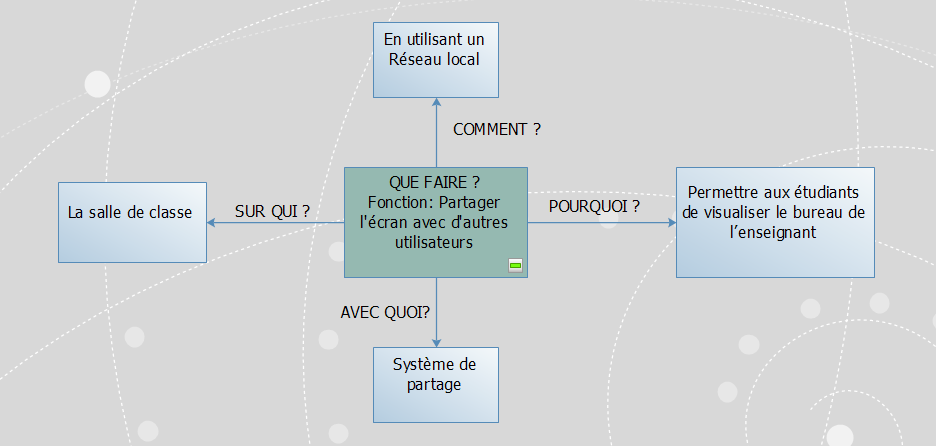 En utilisant un
Réseau local
COMMENT ?
QUE FAIRE ?
Fonction: Partager
l'écran avec d'autres
utilisateurs
SUR QUI ?
La salle de classe
POURQUOI ?
Permettre aux étudiants
de visualiser le bureau de
l’enseignant
AVEC QUOI?
Système de
partage